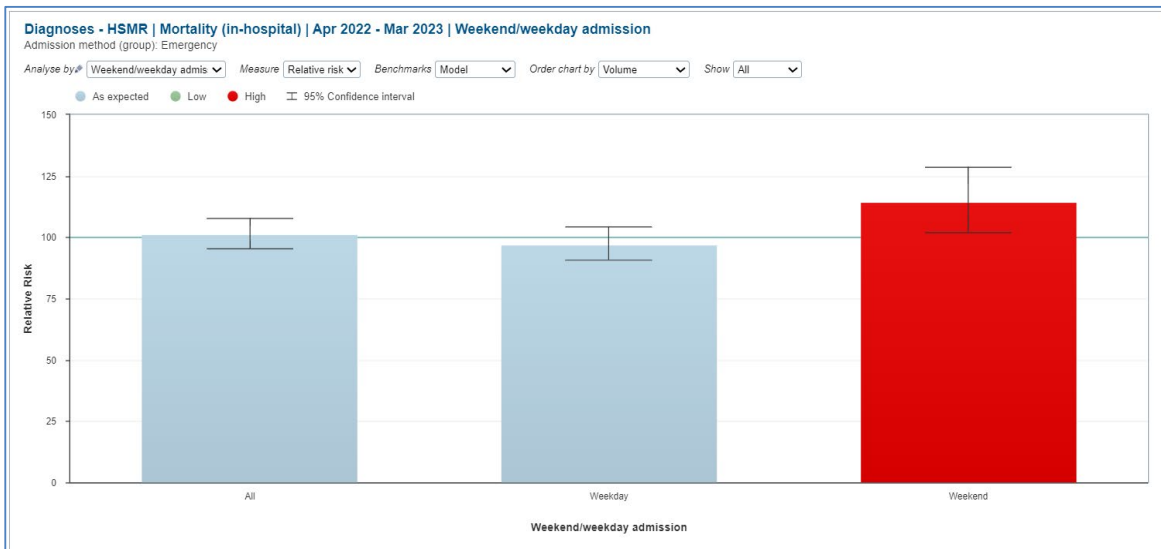 Diagnoses - HSMR | Mortality (in-hospital) | Apr 2022 - Mar 2023 | Weekend/weekday admission
Admission method (group): Emergency
Analyse by Weekend/weekday admis Measure Relative risk Benchmarks Model Order chart by Volume Show All
As expected Low High 95% Confidence interval
150
125
100
75
50
25
0
Relative Risk
All Weekday Weekend
Weekend/weekday admission